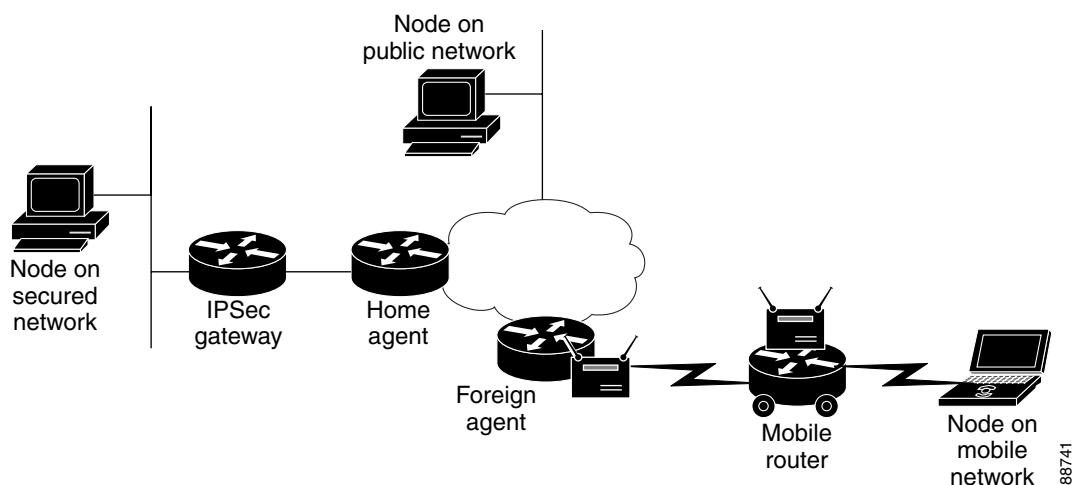 Node on
public network
Node on
secured
network
IPSec
gateway
Home
agent
Foreign
agent
Mobile
router
Node on
mobile
network
88741